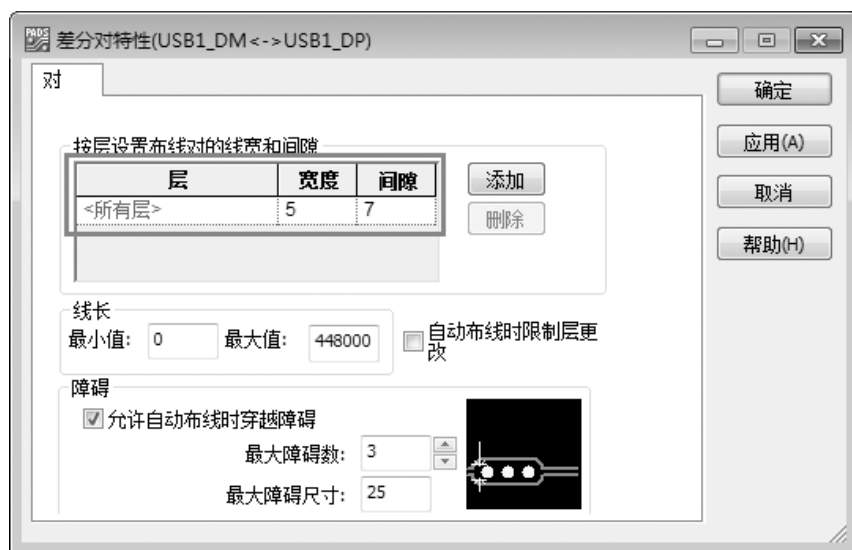 PADS 差分对特性(USB1_DM<->USB1_DP)
对
确定
应用(A)
取消
帮助(H)
按层设置布线对的线宽和间隙
层 宽度 间隙
<所有层> 5 7
添加
删除
线长
最小值: 0 最大值: 448000
自动布线时限制层更
改
障碍
允许自动布线时穿越障碍
最大障碍数: 3
最大障碍尺寸: 25